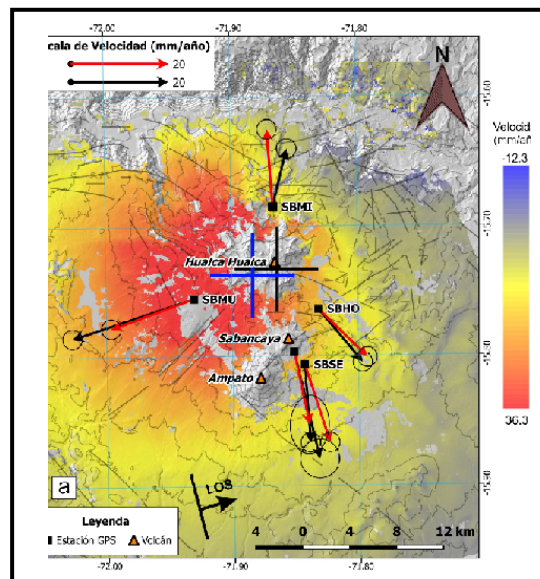 -72.00 -71.90 -71.80
cala de Velocidad (mm/año)
20
20
N
-15.60
Velocid
(mm/añ
-12.3
SBMI
-15.70
Hualca Hualca
SBMU
SBHO
Sabancaya
-15.80
SBSE
Ampato
36.3
a
LOS
-15.90
Leyenda
Estación GPS Volcán
4 0 4 8 12 km
-72.00 -71.90 -71.80